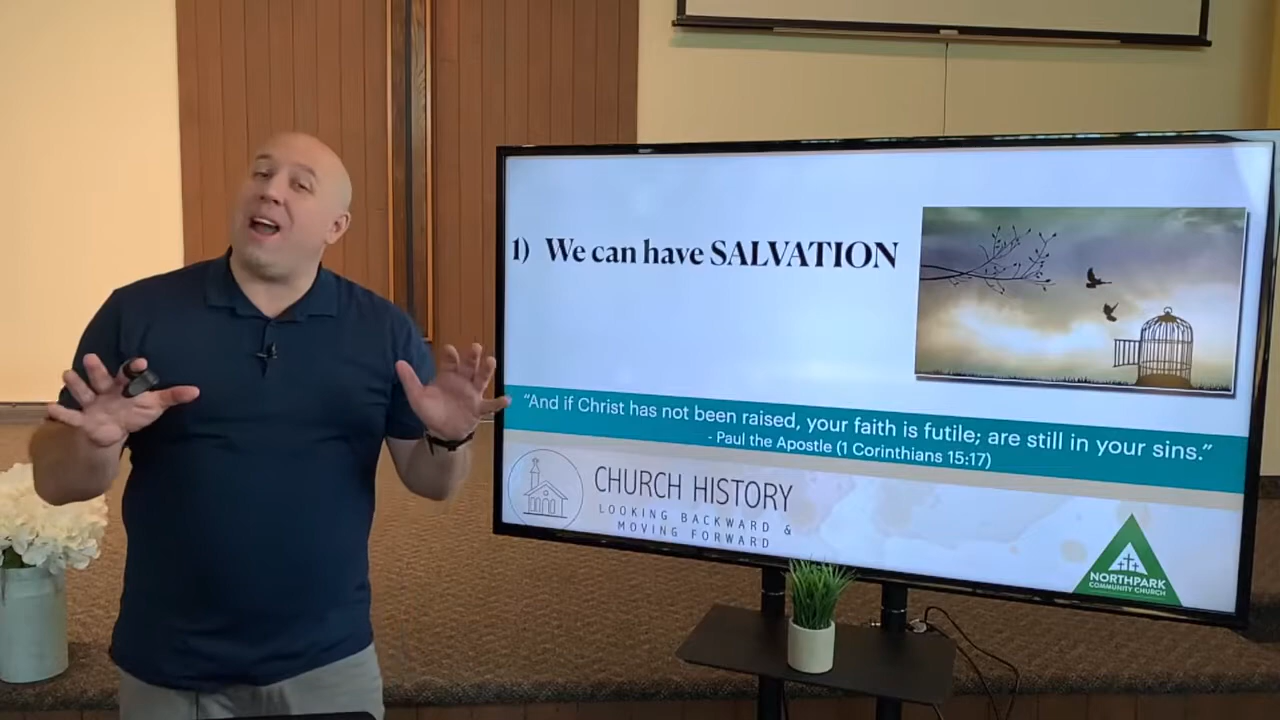 1) We can have SALVATION
“And if Christ has not been raised, your faith is futile; are still in your sins.”
- Paul the Apostle (1 Corinthians 15:17)
CHURCH HISTORY
LOOKING BACKWARD &
MOVING FORWARD
NORTHPARK
COMMUNITY CHURCH